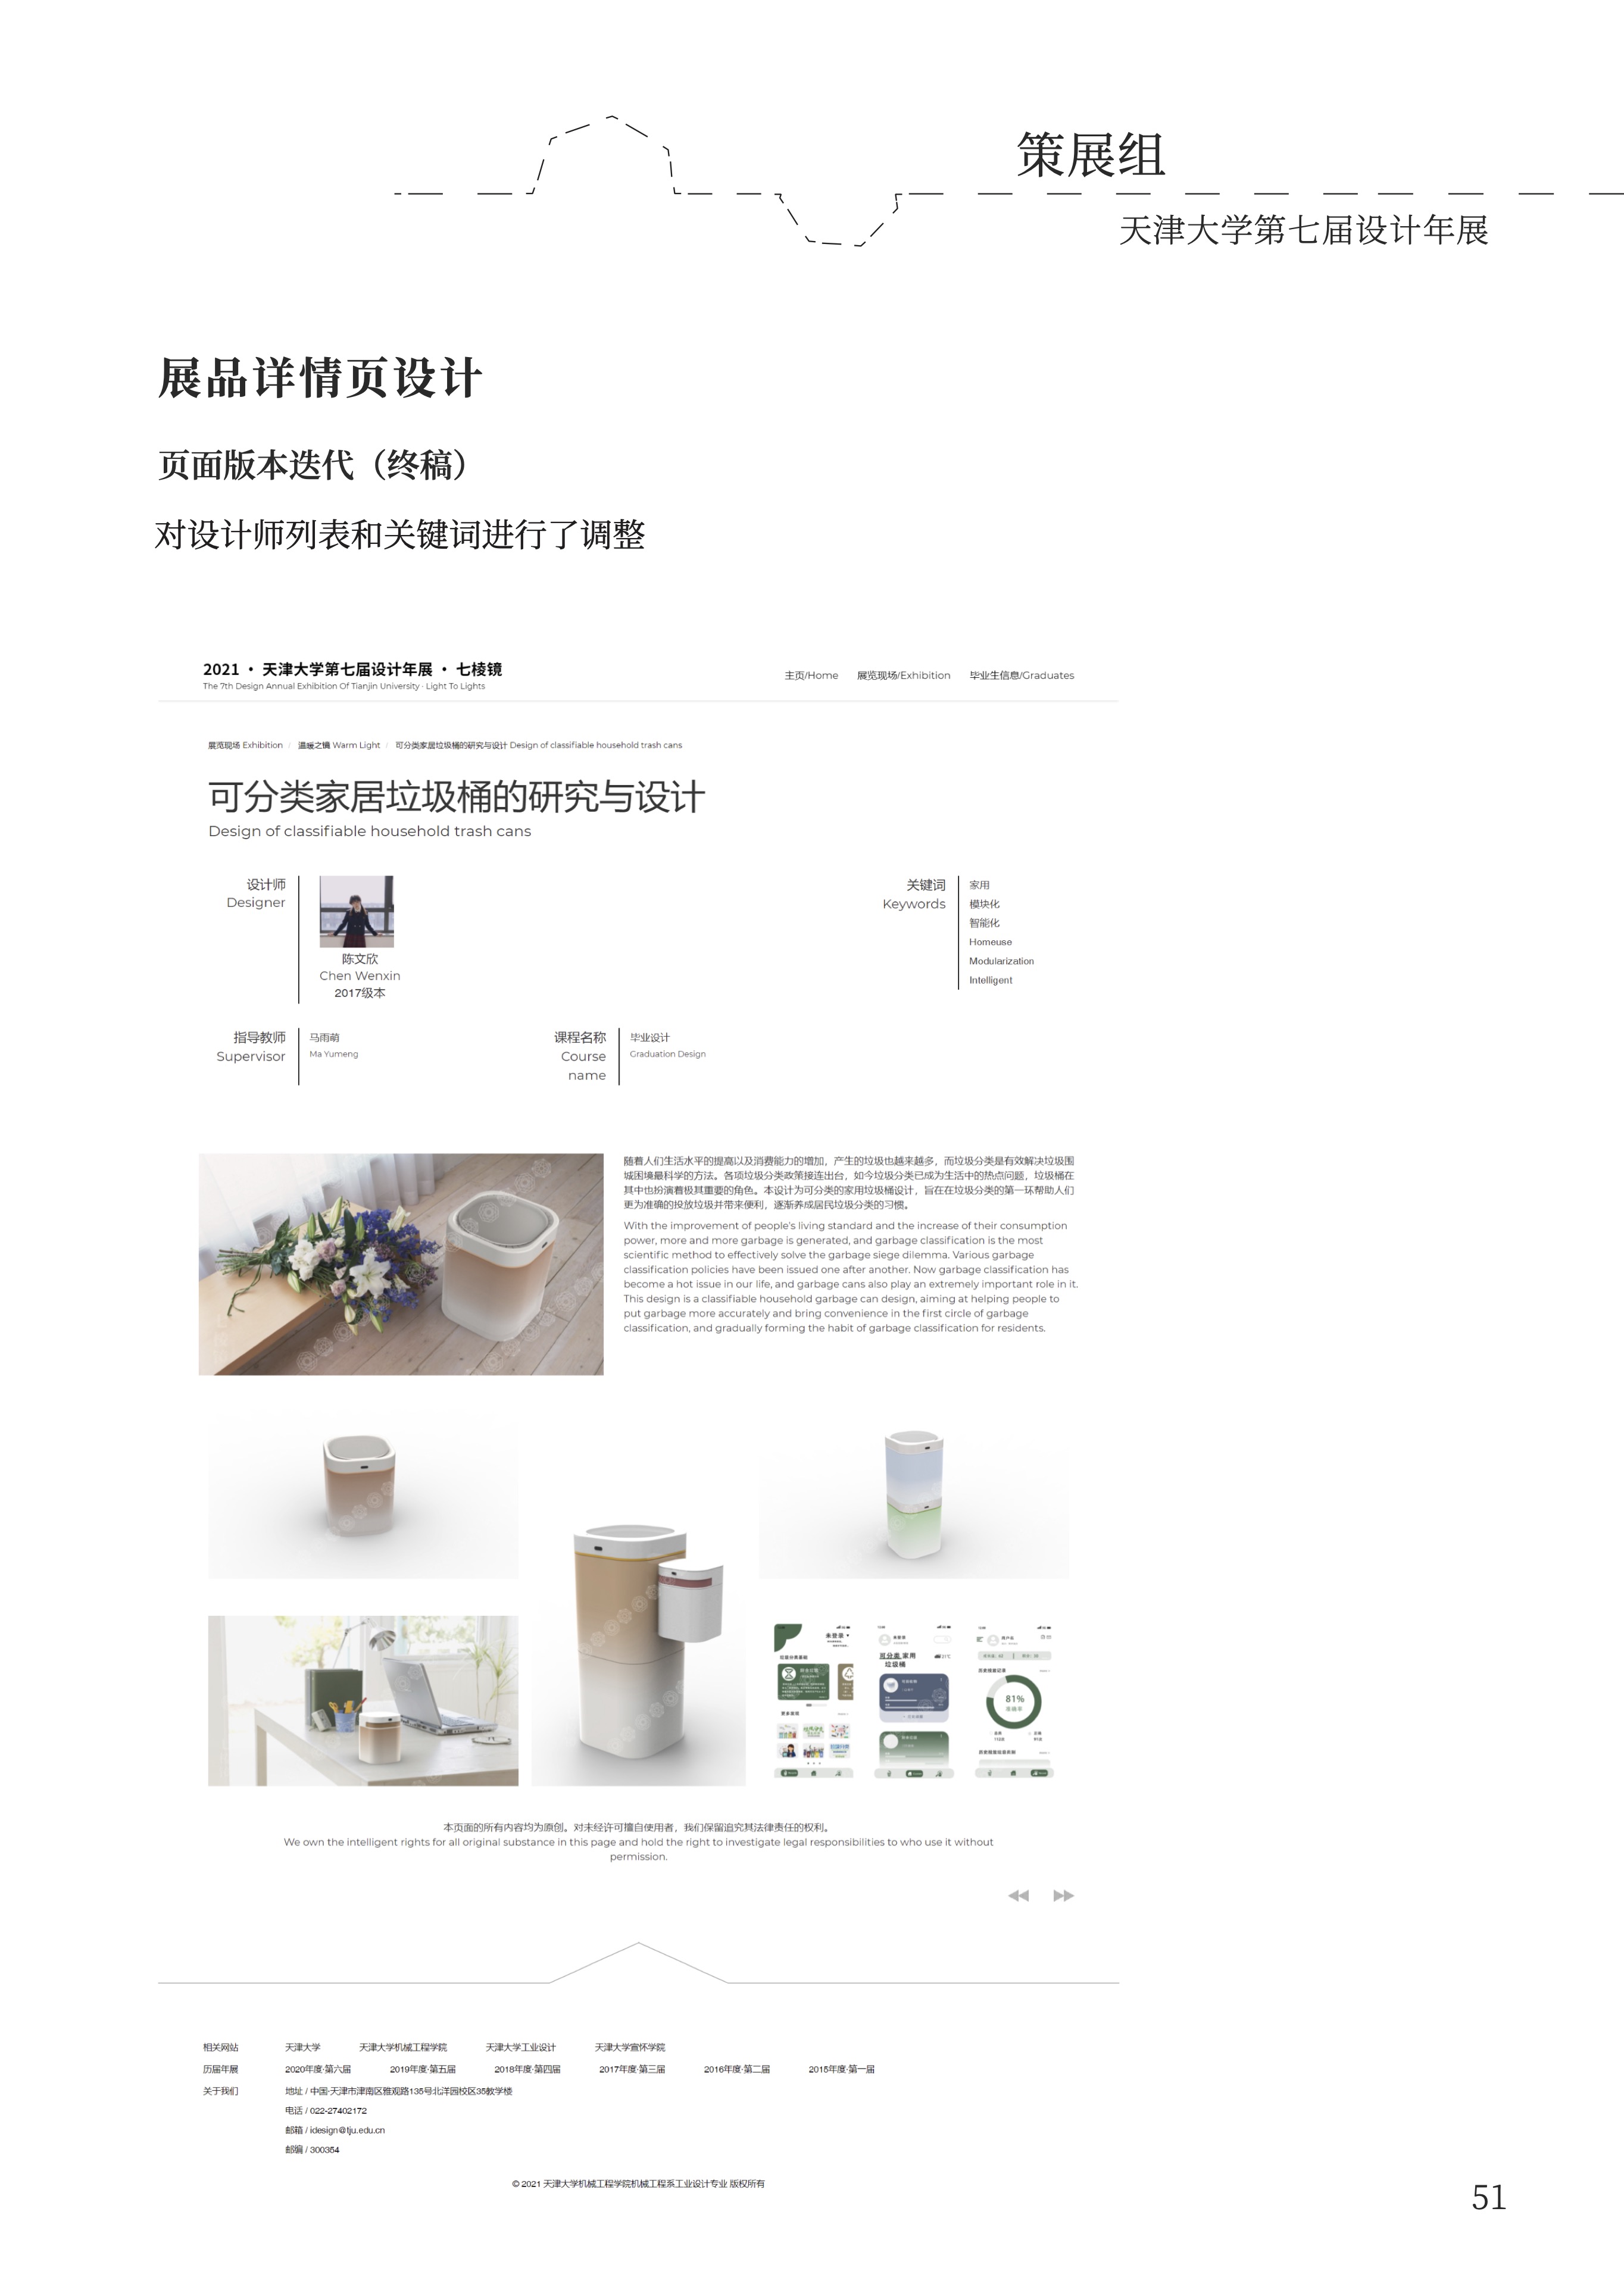 策展组
天津大学第七届设计年展
展品详情页设计
页面版本迭代（终稿）
对设计师列表和关键词进行了调整
2021 · 天津大学第七届设计年展 · 七棱镜
The 7th Design Annual Exhibition Of Tianjin University · Light To Lights
主页/Home 展览现场/Exhibition 毕业生信息/Graduates
展览现场 Exhibition / 温暖之镜 Warm Light / 可分类家居垃圾桶的研究与设计 Design of classifiable household trash cans
可分类家居垃圾桶的研究与设计
Design of classifiable household trash cans
设计师
Designer
陈文欣
Chen Wenxin
2017级本
关键词
Keywords
家用
模块化
智能化
Homeuse
Modularization
Intelligent
指导教师
Supervisor
马雨萌
Ma Yumeng
课程名称
Course
name
毕业设计
Graduation Design
随着人们生活水平的提高以及消费能力的增加，产生的垃圾也越来越多，而垃圾分类是有效解决垃圾围
城困境最科学的方法。各项垃圾分类政策接连出台，如今垃圾分类已成为生活中的热点问题，垃圾桶在
其中也扮演着极其重要的角色。本设计为可分类的家用垃圾桶设计，旨在在垃圾分类的第一环帮助人们
更为准确的投放垃圾并带来便利，逐渐养成居民垃圾分类的习惯。
With the improvement of people's living standard and the increase of their consumption
power, more and more garbage is generated, and garbage classification is the most
scientific method to effectively solve the garbage siege dilemma. Various garbage
classification policies have been issued one after another. Now garbage classification has
become a hot issue in our life, and garbage cans also play an extremely important role in it.
This design is a classifiable household garbage can design, aiming at helping people to
put garbage more accurately and bring convenience in the first circle of garbage
classification, and gradually forming the habit of garbage classification for residents.
未登录
垃圾分类基础
更多发现
可分类 家用
垃圾桶
21℃
81%
准确率
本页面的所有内容均为原创。对未经许可擅自使用者，我们保留追究其法律责任的权利。
We own the intelligent rights for all original substance in this page and hold the right to investigate legal responsibilities to who use it without
permission.
相关网站 天津大学 天津大学机械工程学院 天津大学工业设计 天津大学宣怀学院
历届年展 2020年度·第六届 2019年度·第五届 2018年度·第四届 2017年度·第三届 2016年度·第二届 2015年度·第一届
关于我们 地址 / 中国·天津市津南区雅观路135号北洋园校区35教学楼
电话 / 022-27402172
邮箱 / idesign@tju.edu.cn
邮编 / 300354
© 2021 天津大学机械工程学院机械工程系工业设计专业 版权所有
51